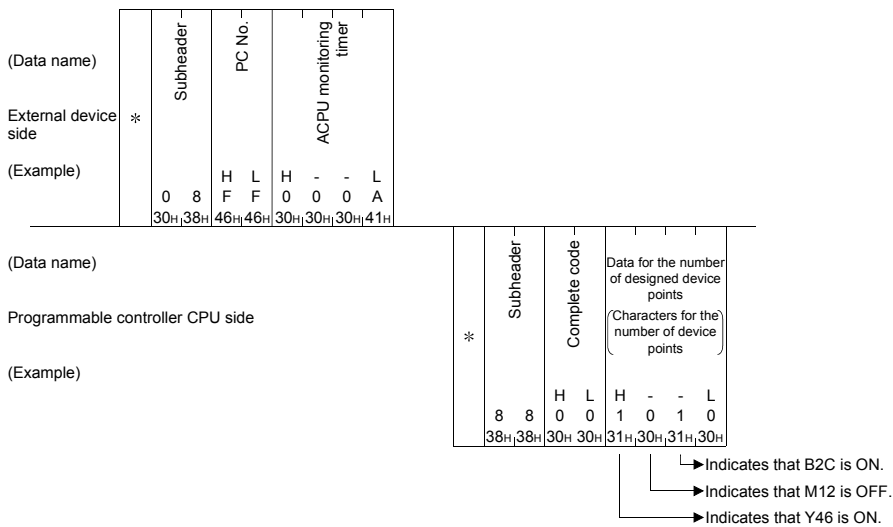 (Data name)
Subheader
PC No.
ACPU monitoring
timer
External device
side
*
(Example)
H L H - - L
0 8 F F 0 0 0 A
30H 38H 46H 46H 30H 30H 30H 41H
(Data name)
Subheader
Complete code
Data for the number
of designed device
points
(Characters for the
number of device
points)
Programmable controller CPU side
*
(Example)
H L H - - L
8 8 0 0 1 0 1 0
38H 38H 30H 30H 31H 30H 31H 30H
Indicates that B2C is ON.
Indicates that M12 is OFF.
Indicates that Y46 is ON.